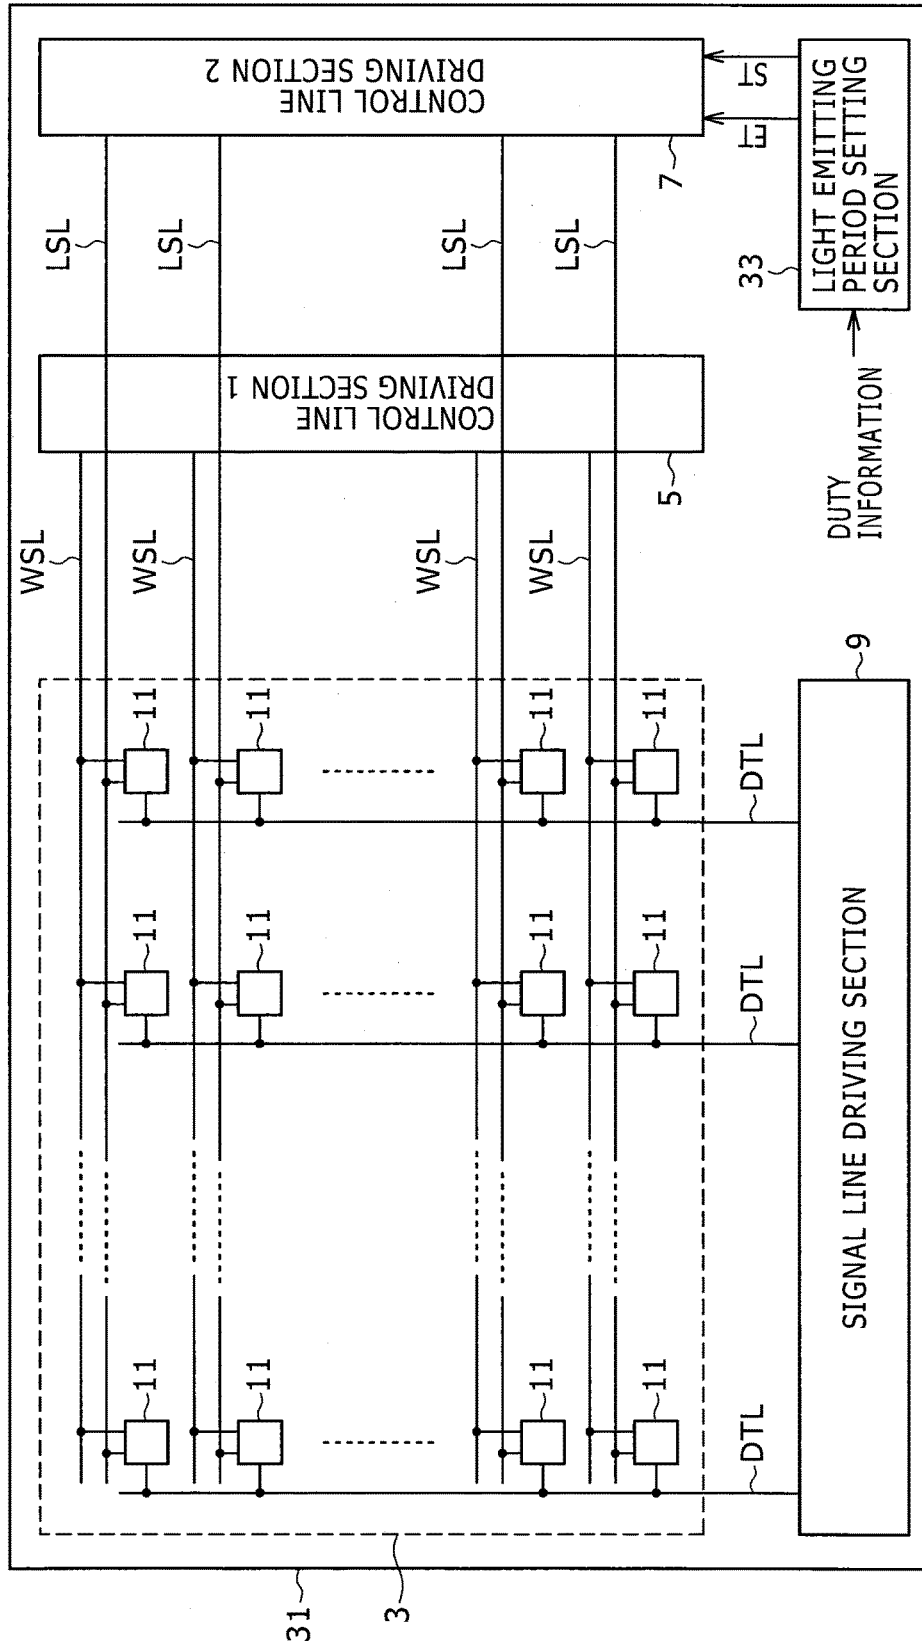 31
3
11
11
11
11
11
11
11
11
11
11
11
11
WSL
WSL
WSL
WSL
LSL
LSL
LSL
LSL
CONTROL LINE
DRIVING SECTION 1
5
CONTROL LINE
DRIVING SECTION 2
7
DTL
DTL
DTL
SIGNAL LINE DRIVING SECTION
9
DUTY
INFORMATION
33
LIGHT EMITTING
PERIOD SETTING
SECTION
ET
ST